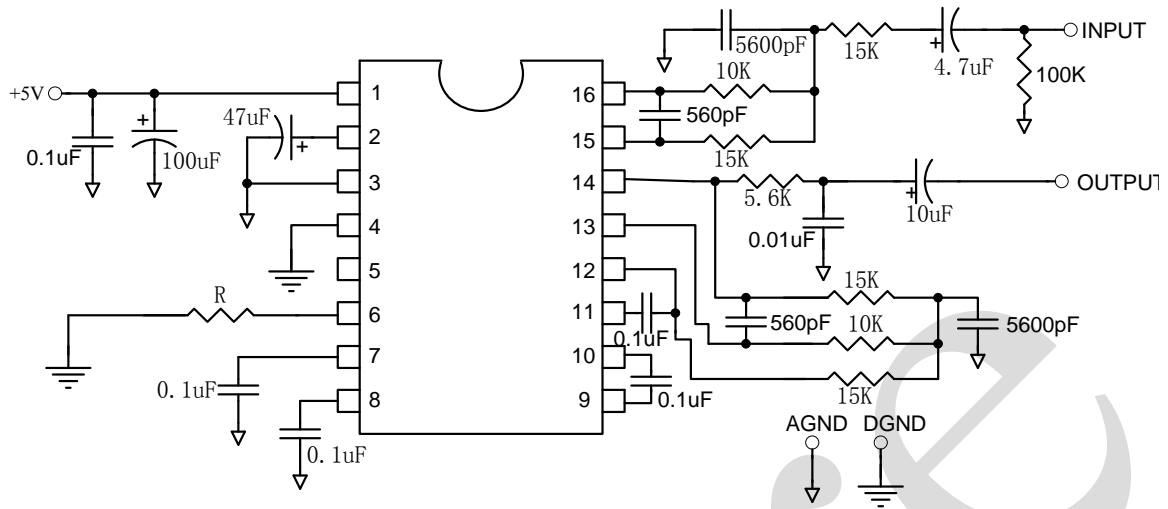 5600pF
15K
4.7uF
INPUT
100K
+5V
0.1uF
100uF
47uF
1
2
3
4
5
6
7
8
16
15
14
13
12
11
10
9
10K
560pF
15K
5.6K
10uF
OUTPUT
0.01uF
R
0.1uF
0.1uF
0.1uF
0.1uF
15K
560pF
10K
5600pF
15K
AGND
DGND